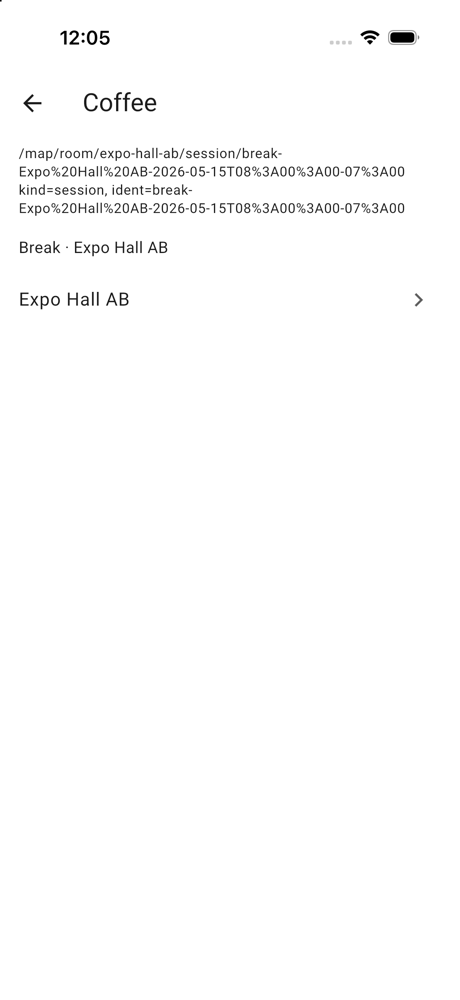 12:05
Coffee
/map/room/expo-hall-ab/session/break-
Expo%20Hall%20AB-2026-05-15T08%3A00%3A00-07%3A00
kind=session, ident=break-
Expo%20Hall%20AB-2026-05-15T08%3A00%3A00-07%3A00
Break · Expo Hall AB
Expo Hall AB